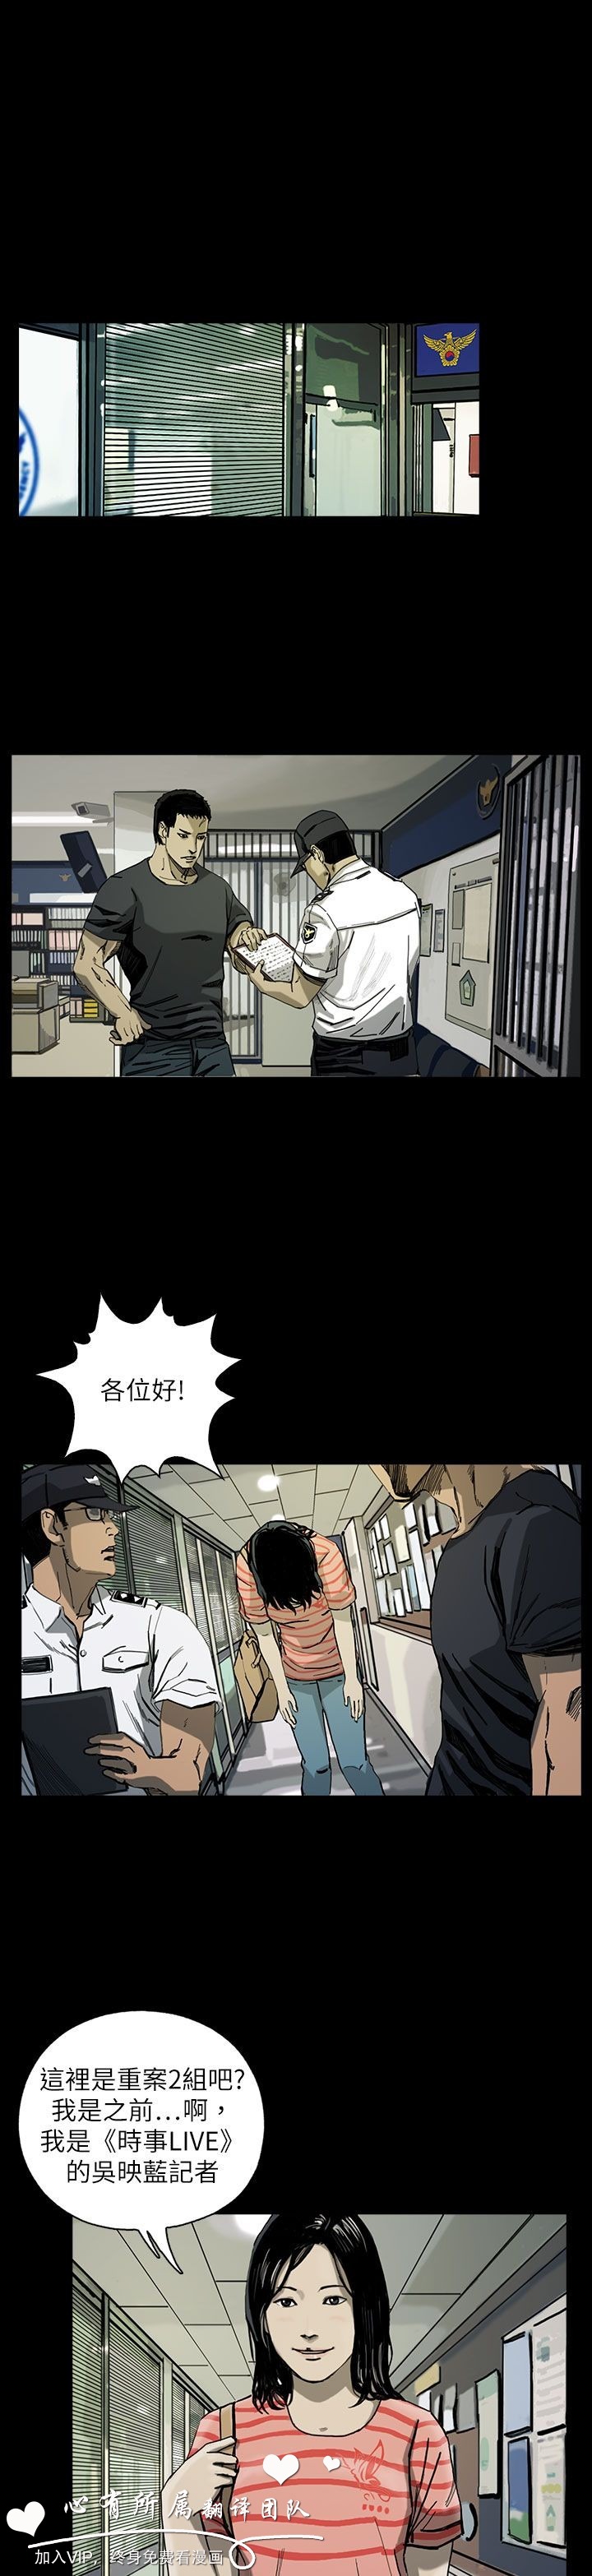 各位好!
這裡是重案2組吧?
我是之前...啊，
我是《時事LIVE》
的吳映藍記者
心有所属翻译团队
加入VIP，终身免费看漫画